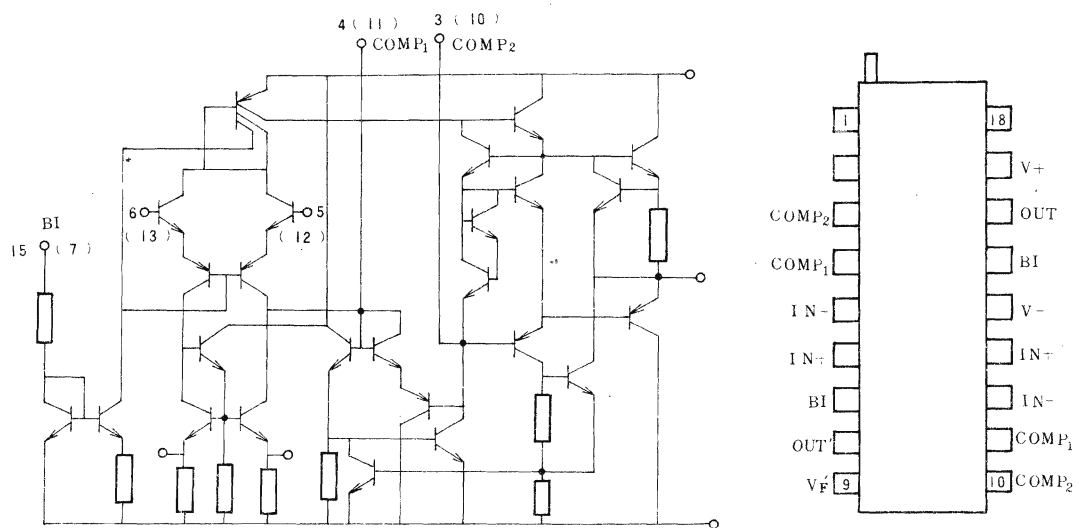 4 ( 11 )
3 ( 10 )
COMP₁
COMP₂
6
( 13 )
5
( 12 )
BI
15
( 7 )
1
18
V+
COMP₂
OUT
COMP₁
BI
IN-
V-
IN+
IN+
BI
IN-
OUT
COMP₁
9
10
COMP₂